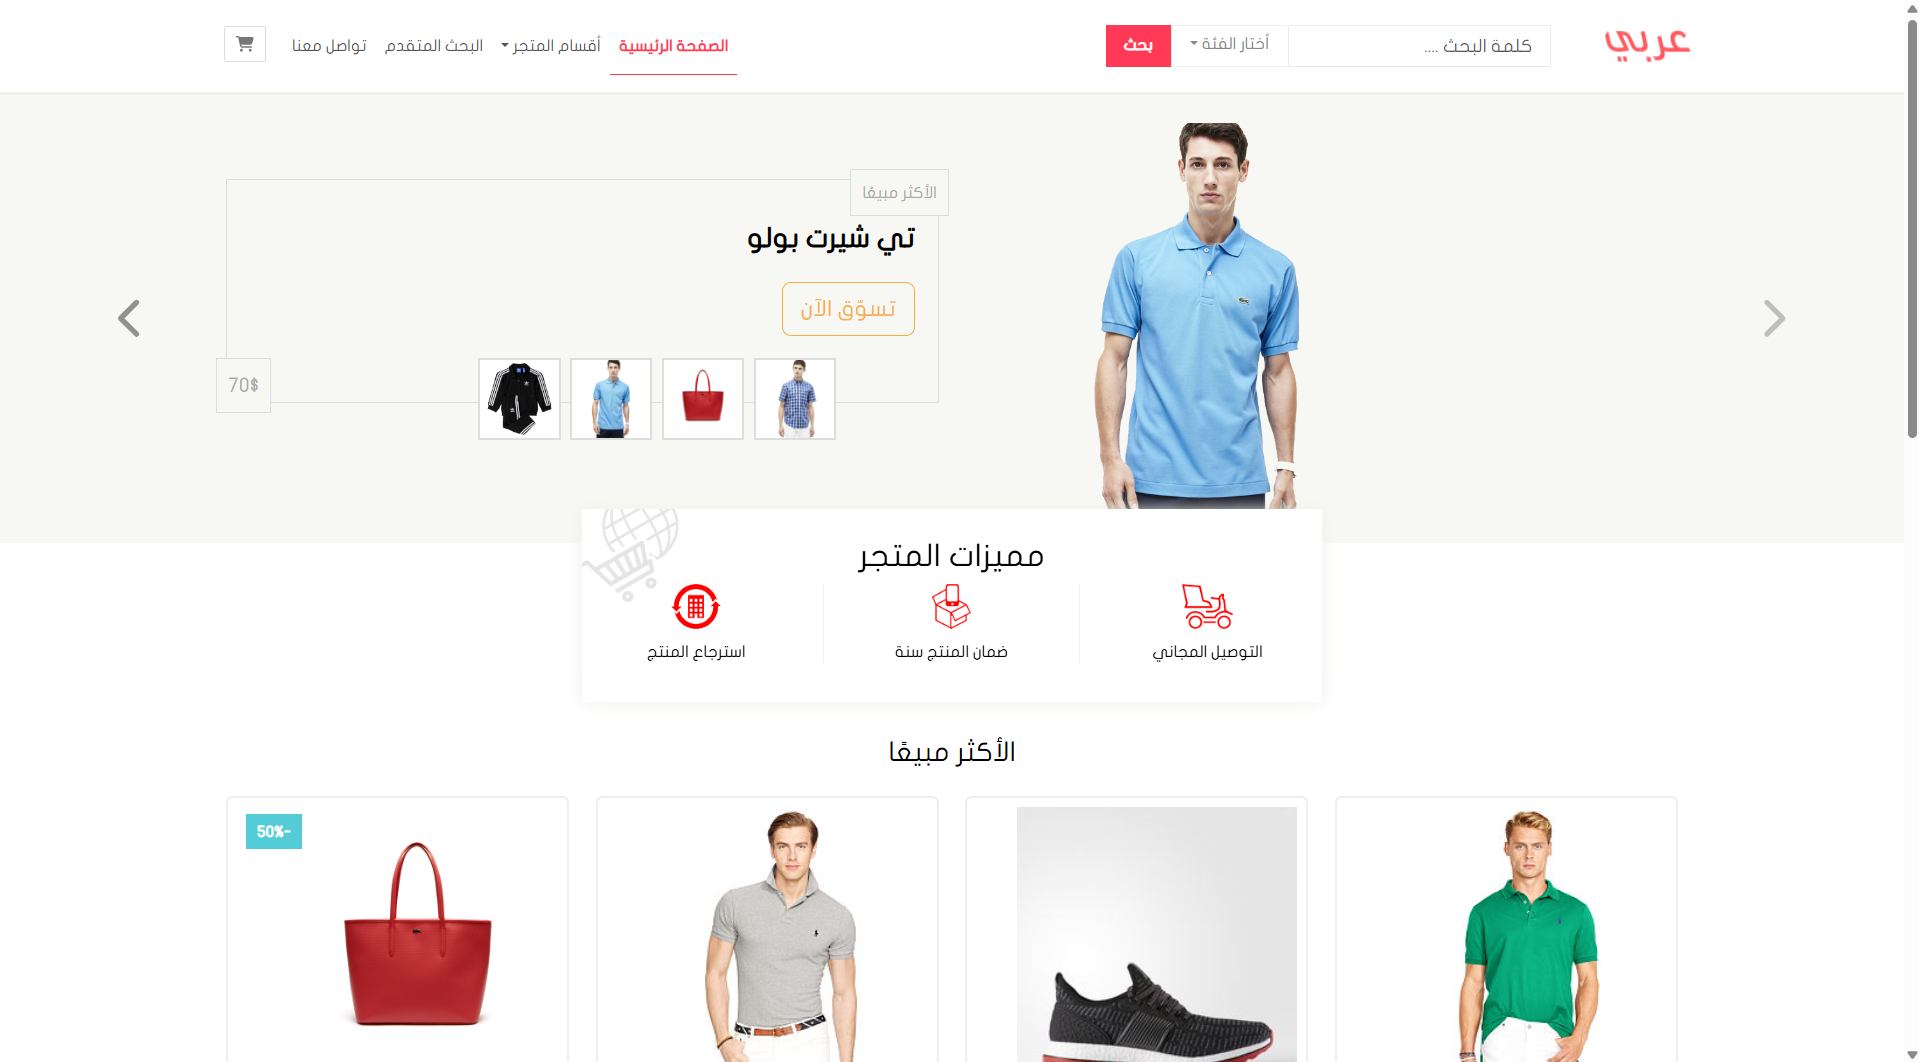 عربي
كلمة البحث ....
أختار الفئة
بحث
الصفحة الرئيسية
أقسام المتجر
البحث المتقدم
تواصل معنا
الأكثر مبيعًا
تي شيرت بولو
تسوّق الآن
70$
مميزات المتجر
التوصيل المجاني
ضمان المنتج سنة
استرجاع المنتج
الأكثر مبيعًا
50%-